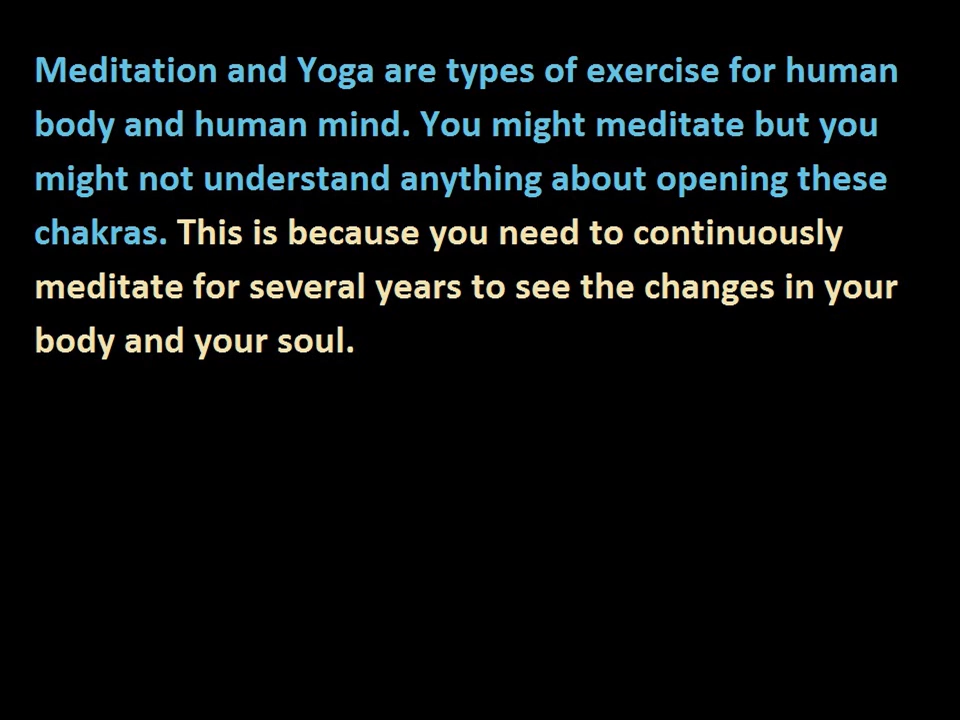 Meditation and Yoga are types of exercise for human
body and human mind. You might meditate but you
might not understand anything about opening these
chakras. This is because you need to continuously
meditate for several years to see the changes in your
body and your soul.